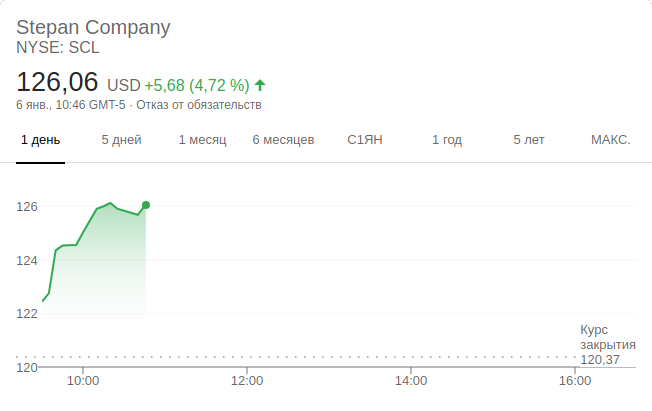 Stepan Company
NYSE: SCL
126,06 USD +5,68 (4,72 %)
6 янв., 10:46 GMT-5 · Отказ от обязательств
1 день 5 дней 1 месяц 6 месяцев С1ЯН 1 год 5 лет МАКС.
126
124
122
Курс
закрытия
120,37
120
10:00 12:00 14:00 16:00